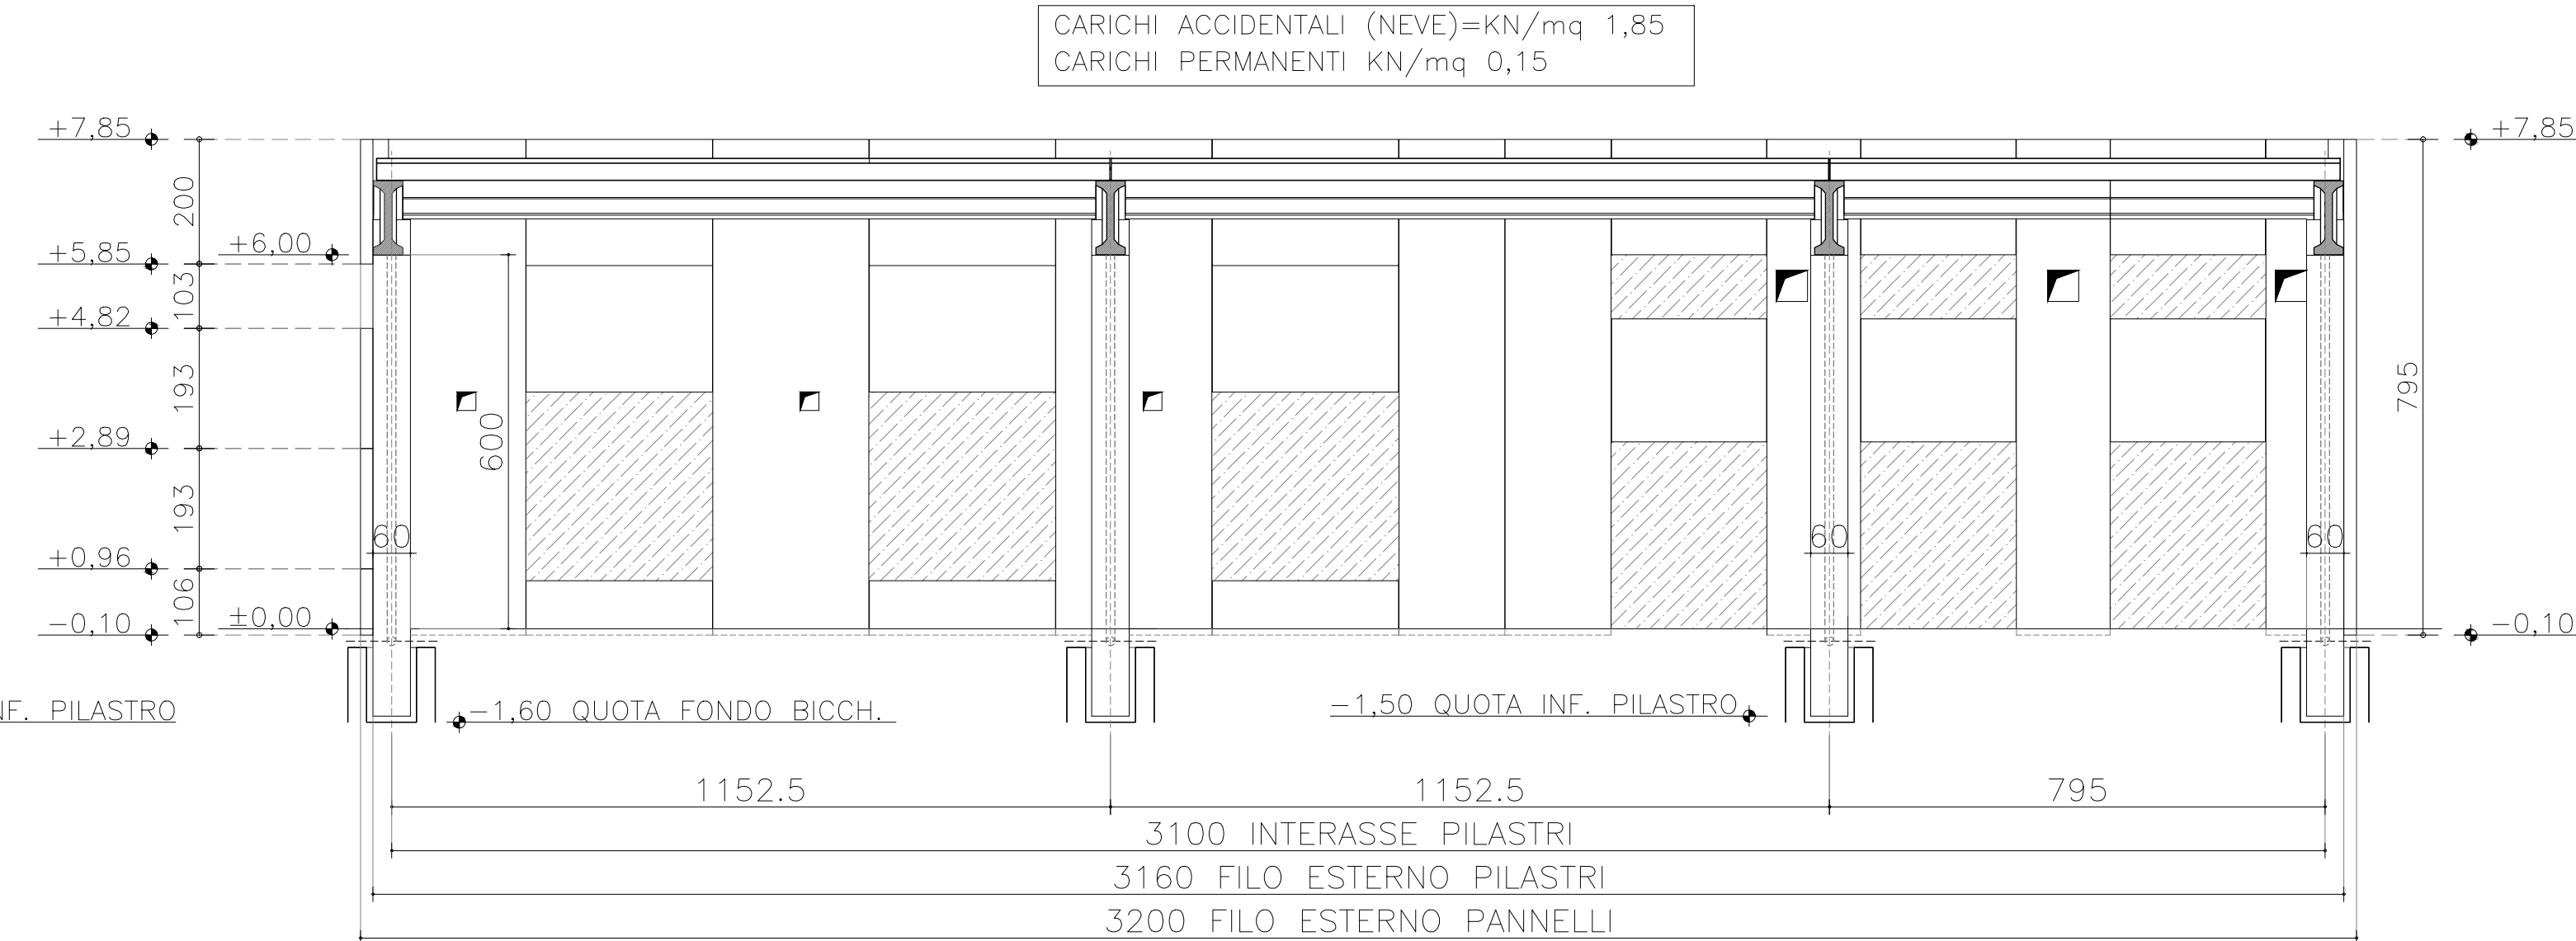 CARICHI ACCIDENTALI (NEVE)=KN/mq 1,85
CARICHI PERMANENTI KN/mq 0,15
+7,85
+7,85
200
+6,00
+5,85
103
+4,82
193
795
+2,89
600
193
60
60
60
+0,96
106
±0,00
-0,10
-0,10
PILASTRO
-1,60 QUOTA FONDO BICCH.
-1,50 QUOTA INF. PILASTRO
1152.5
1152.5
795
3100 INTERASSE PILASTRI
3160 FILO ESTERNO PILASTRI
3200 FILO ESTERNO PANNELLI